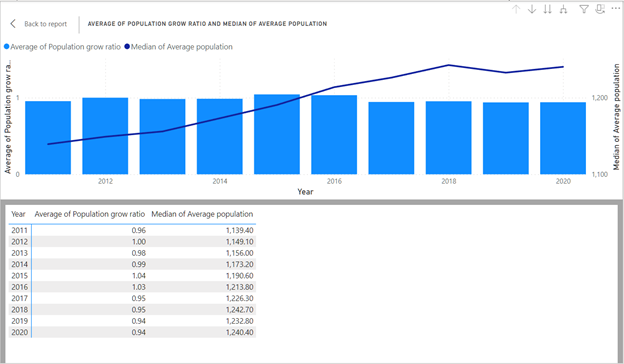 Back to report
AVERAGE OF POPULATION GROW RATIO AND MEDIAN OF AVERAGE POPULATION
Average of Population grow ratio Median of Average population
Average of Population grow ra...
1
0
1,200
1,100
Median of Average population
2012 2014 2016 2018 2020
Year
Year Average of Population grow ratio Median of Average population
2011 0.96 1,139.40
2012 1.00 1,149.10
2013 0.98 1,156.00
2014 0.99 1,173.20
2015 1.04 1,190.60
2016 1.03 1,213.80
2017 0.95 1,226.30
2018 0.95 1,242.70
2019 0.94 1,232.80
2020 0.94 1,240.40